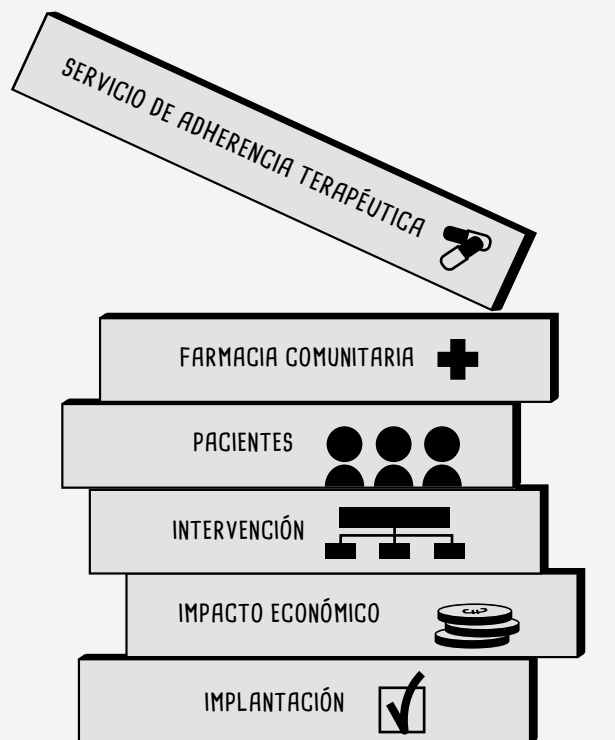 SERVICIO DE ADHERENCIA TERAPÉUTICA
FARMACIA COMUNITARIA
PACIENTES
INTERVENCIÓN
IMPACTO ECONÓMICO
IMPLANTACIÓN